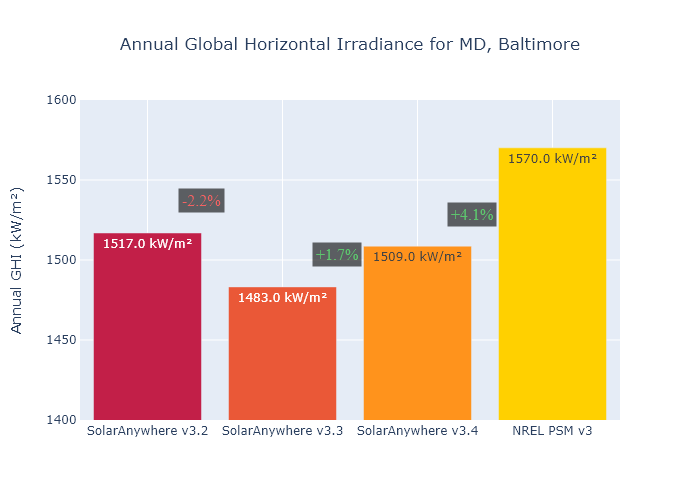 Annual Global Horizontal Irradiance for MD, Baltimore
Annual GHI (kW/m²)
1600
1550
1500
1450
1400
1517.0 kW/m²
-2.2%
1483.0 kW/m²
+1.7%
1509.0 kW/m²
+4.1%
1570.0 kW/m²
SolarAnywhere v3.2
SolarAnywhere v3.3
SolarAnywhere v3.4
NREL PSM v3